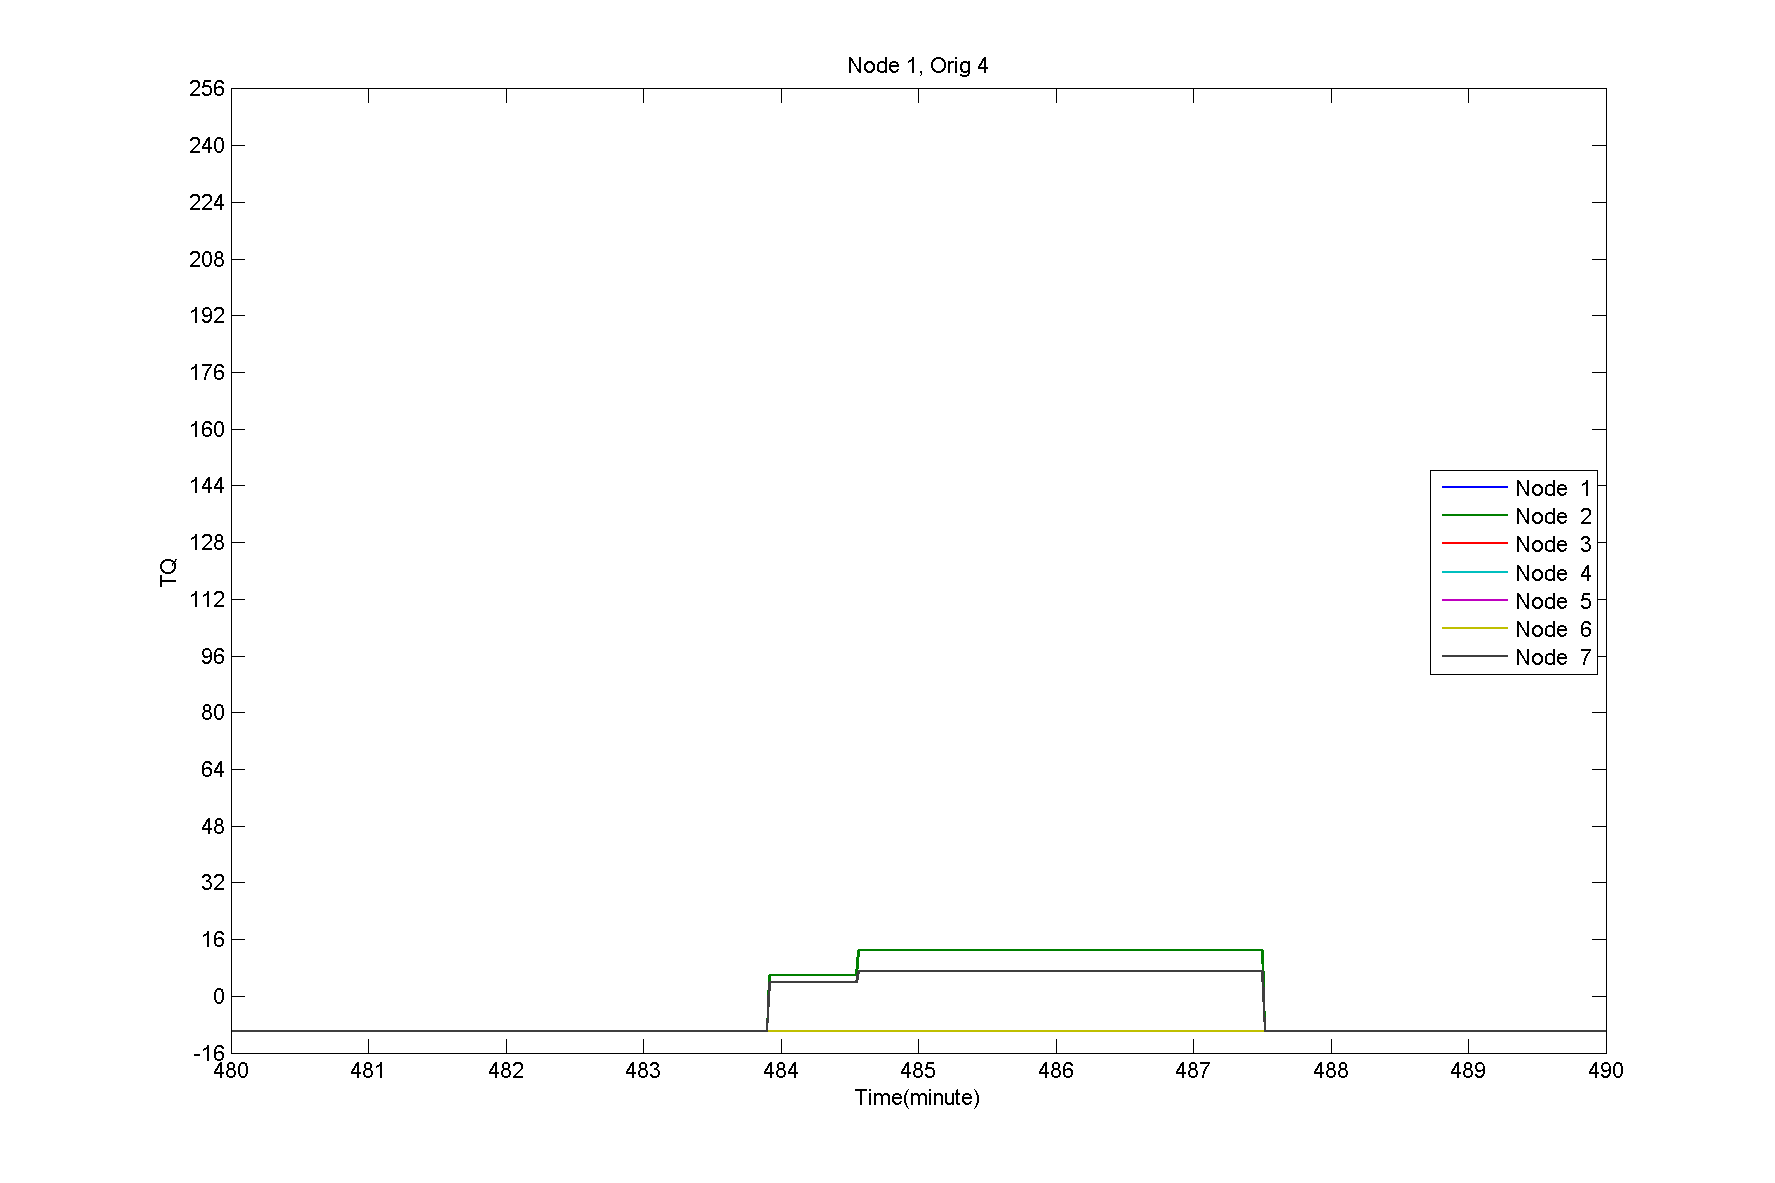 Node 1, Orig 4
256
240
224
208
192
176
160
144
128
112
96
80
64
48
32
16
0
-16
TQ
Node 1
Node 2
Node 3
Node 4
Node 5
Node 6
Node 7
480 481 482 483 484 485 486 487 488 489 490
Time(minute)